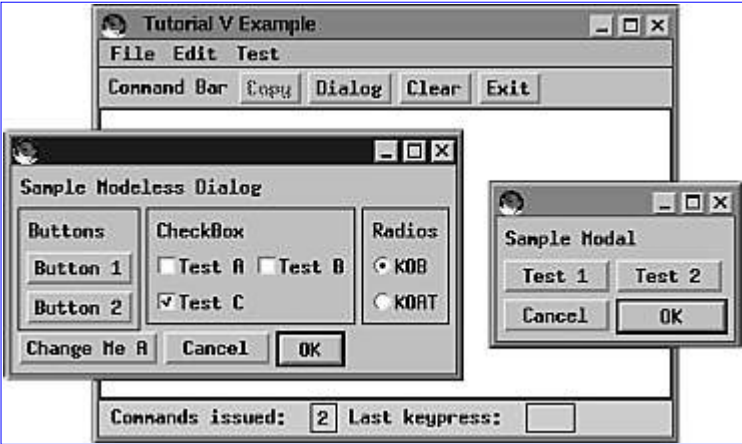 Tutorial V Example
File Edit Test
Command Bar Copy Dialog Clear Exit
Sample Modeless Dialog
Buttons
Button 1
Button 2
CheckBox
Test A Test B
Test C
Radios
KOB
KOAT
Change Me A Cancel OK
Sample Modal
Test 1 Test 2
Cancel OK
Commands issued: 2 Last keypress: